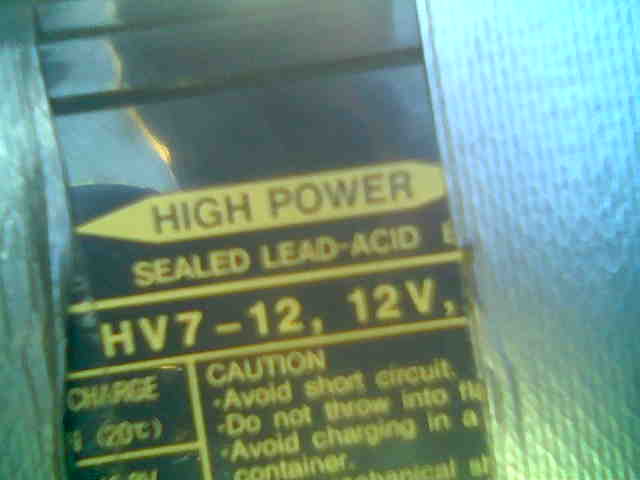 HIGH POWER
SEALED LEAD-ACID
HV7-12, 12V,
CAUTION
CHARGE
•Avoid short circuit.
•Do not throw into
(20℃)
•Avoid charging in a
container.